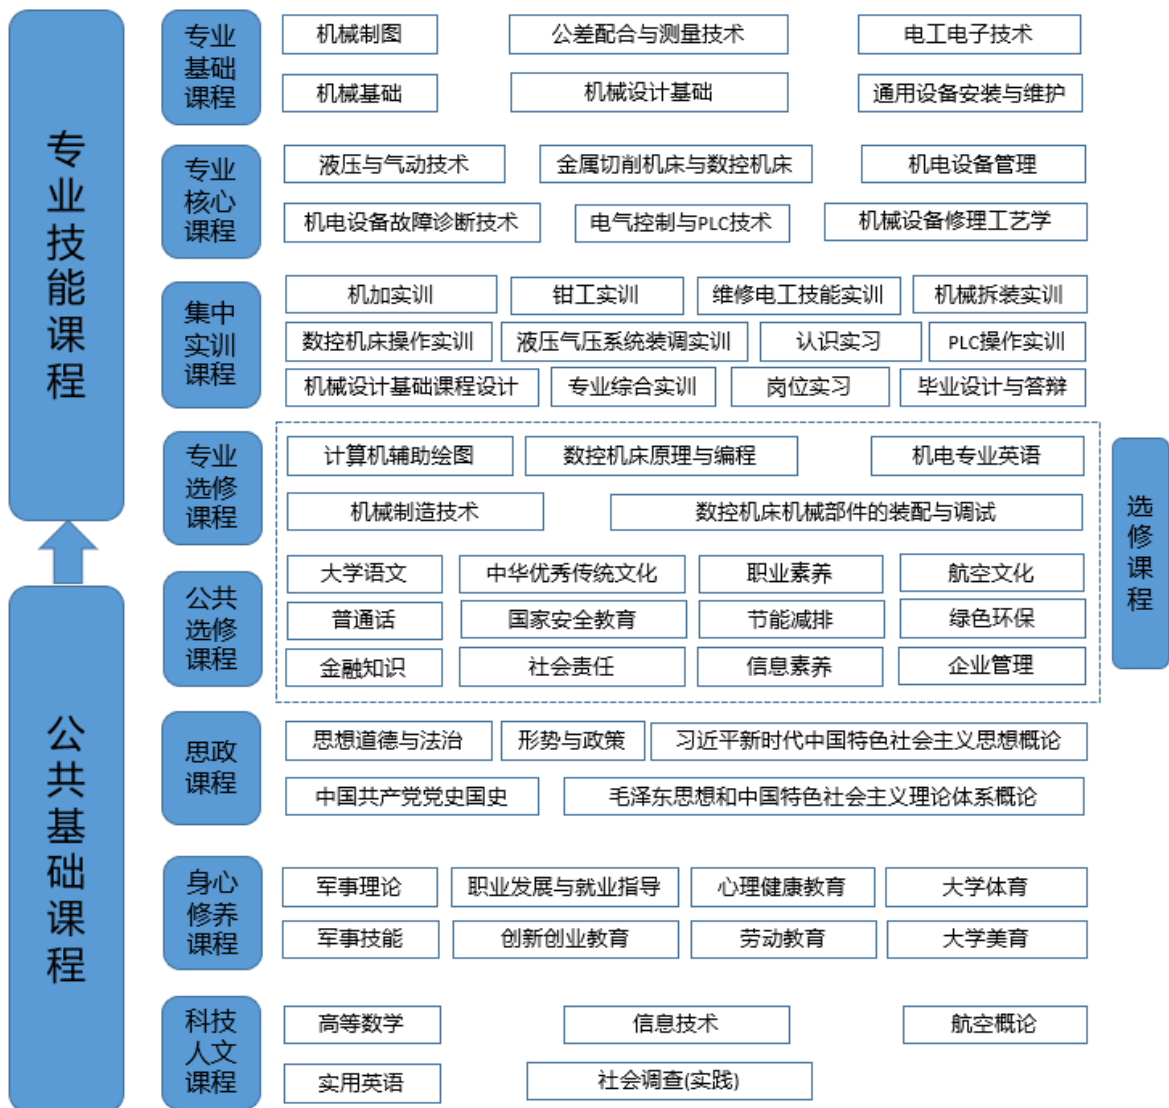 专业技能课程
专业
基础
课程
机械制图
公差配合与测量技术
电工电子技术
机械基础
机械设计基础
通用设备安装与维护
专业
核心
课程
液压与气动技术
金属切削机床与数控机床
机电设备管理
机电设备故障诊断技术
电气控制与PLC技术
机械设备修理工艺学
集中
实训
课程
机加实训
钳工实训
维修电工技能实训
机械拆装实训
数控机床操作实训
液压气压系统装调实训
认识实习
PLC操作实训
机械设计基础课程设计
专业综合实训
岗位实习
毕业设计与答辩
专业
选修
课程
计算机辅助绘图
数控机床原理与编程
机电专业英语
机械制造技术
数控机床机械部件的装配与调试
选修课程
公共基础课程
公共
选修
课程
大学语文
中华优秀传统文化
职业素养
航空文化
普通话
国家安全教育
节能减排
绿色环保
金融知识
社会责任
信息素养
企业管理
思政
课程
思想道德与法治
形势与政策
习近平新时代中国特色社会主义思想概论
中国共产党党史国史
毛泽东思想和中国特色社会主义理论体系概论
身心
修养
课程
军事理论
职业发展与就业指导
心理健康教育
大学体育
军事技能
创新创业教育
劳动教育
大学美育
科技
人文
课程
高等数学
信息技术
航空概论
实用英语
社会调查(实践)